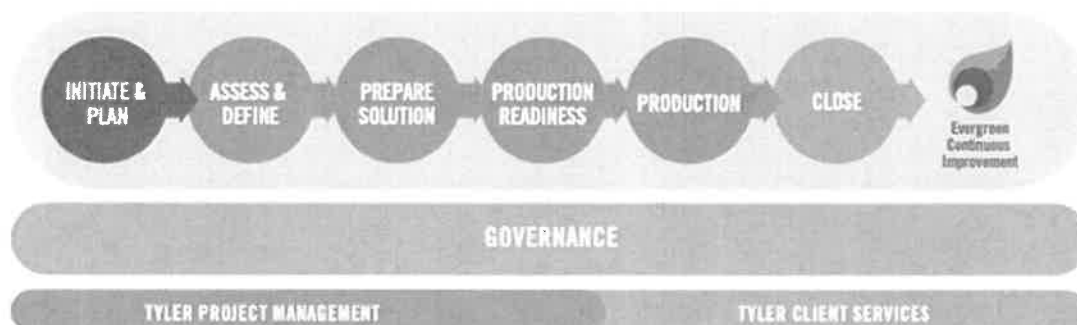 INITIATE &
PLAN
ASSESS &
DEFINE
PREPARE
SOLUTION
PRODUCTION
READINESS
PRODUCTION
CLOSE
Evergreen
Continuous
Improvement
GOVERNANCE
TYLER PROJECT MANAGEMENT
TYLER CLIENT SERVICES